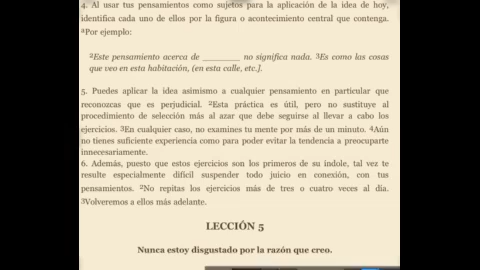 4. Al usar tus pensamientos como sujetos para la aplicación de la idea de hoy,
identifica cada uno de ellos por la figura o acontecimiento central que contenga.
ªPor ejemplo:
²Este pensamiento acerca de ________ no significa nada. ³Es como las cosas
que veo en esta habitación, (en esta calle, etc.].
5. Puedes aplicar la idea asimismo a cualquier pensamiento en particular que
reconozcas que es perjudicial. ²Esta práctica es útil, pero no sustituye al
procedimiento de selección más al azar que debe seguirse al llevar a cabo los
ejercicios. ³En cualquier caso, no examines tu mente por más de un minuto. ⁴Aún
no tienes suficiente experiencia como para poder evitar la tendencia a preocuparte
innecesariamente.
6. Además, puesto que estos ejercicios son los primeros de su índole, tal vez te
resulte especialmente difícil suspender todo juicio en conexión, con tus
pensamientos. ²No repitas los ejercicios más de tres o cuatro veces al día.
³Volveremos a ellos más adelante.
LECCIÓN 5
Nunca estoy disgustado por la razón que creo.